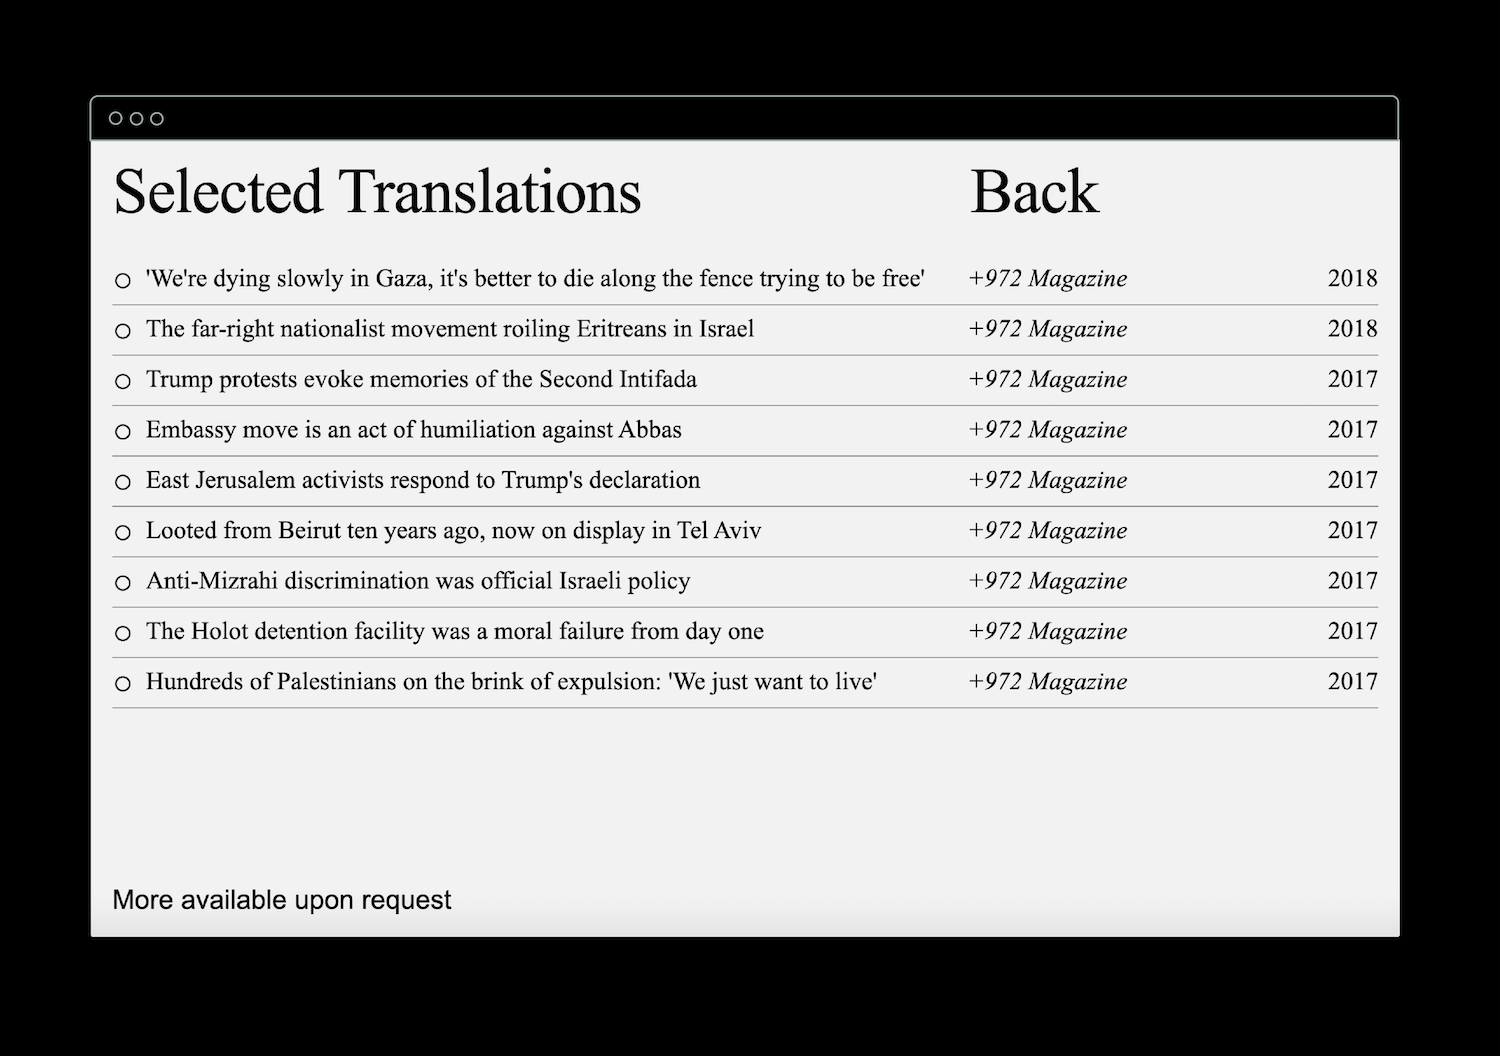 Selected Translations Back
'We're dying slowly in Gaza, it's better to die along the fence trying to be free' +972 Magazine 2018
The far-right nationalist movement roiling Eritreans in Israel +972 Magazine 2018
Trump protests evoke memories of the Second Intifada +972 Magazine 2017
Embassy move is an act of humiliation against Abbas +972 Magazine 2017
East Jerusalem activists respond to Trump's declaration +972 Magazine 2017
Looted from Beirut ten years ago, now on display in Tel Aviv +972 Magazine 2017
Anti-Mizrahi discrimination was official Israeli policy +972 Magazine 2017
The Holot detention facility was a moral failure from day one +972 Magazine 2017
Hundreds of Palestinians on the brink of expulsion: 'We just want to live' +972 Magazine 2017
More available upon request